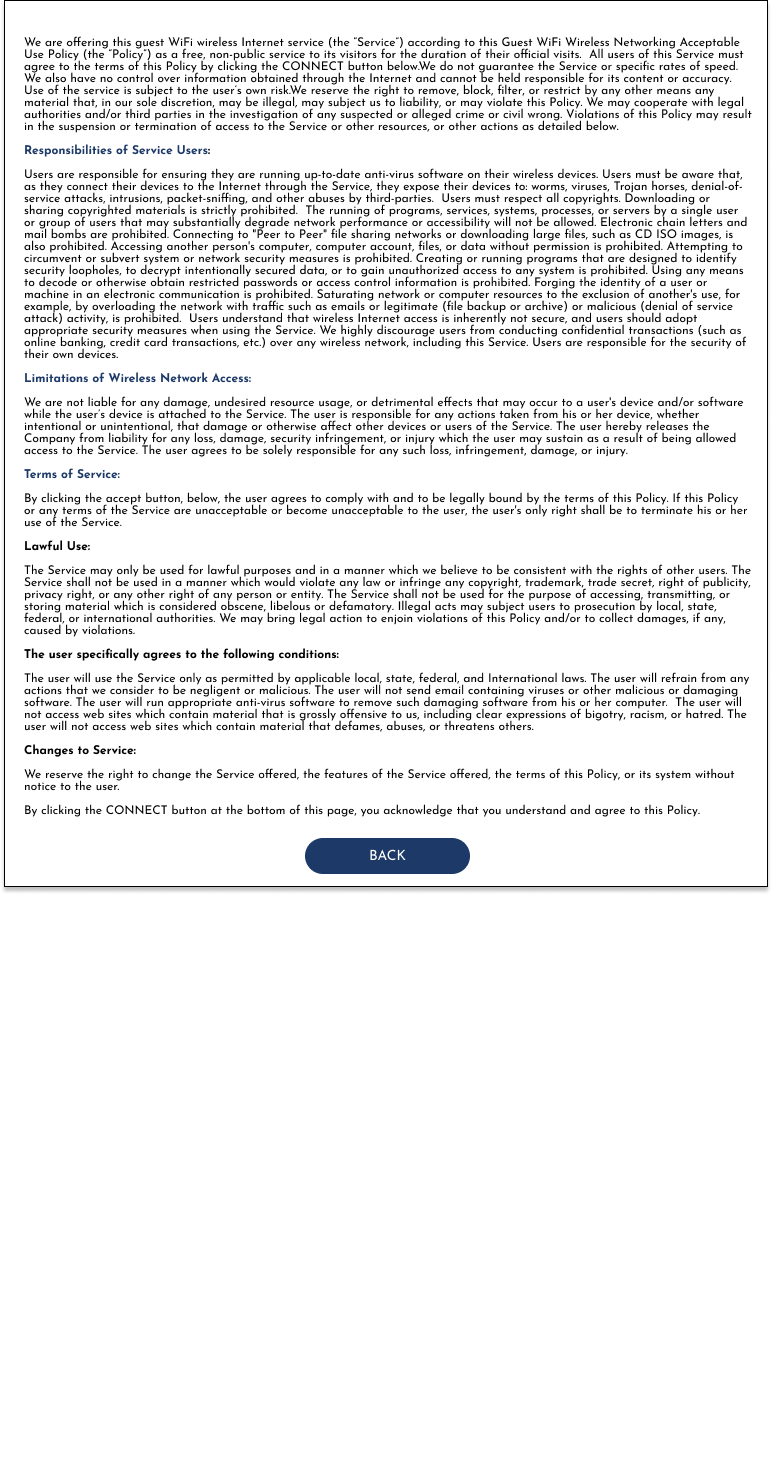 We are offering this guest WiFi wireless Internet service (the “Service”) according to this Guest WiFi Wireless Networking Acceptable
Use Policy (the “Policy”) as a free, non-public service to its visitors for the duration of their official visits.  All users of this Service must
agree to the terms of this Policy by clicking the CONNECT button below.We do not guarantee the Service or specific rates of speed.
We also have no control over information obtained through the Internet and cannot be held responsible for its content or accuracy.
Use of the service is subject to the user’s own risk.We reserve the right to remove, block, filter, or restrict by any other means any
material that, in our sole discretion, may be illegal, may subject us to liability, or may violate this Policy. We may cooperate with legal
authorities and/or third parties in the investigation of any suspected or alleged crime or civil wrong. Violations of this Policy may result
in the suspension or termination of access to the Service or other resources, or other actions as detailed below.
Responsibilities of Service Users:
Users are responsible for ensuring they are running up-to-date anti-virus software on their wireless devices. Users must be aware that,
as they connect their devices to the Internet through the Service, they expose their devices to: worms, viruses, Trojan horses, denial-of-
service attacks, intrusions, packet-sniffing, and other abuses by third-parties.  Users must respect all copyrights. Downloading or
sharing copyrighted materials is strictly prohibited.  The running of programs, services, systems, processes, or servers by a single user
or group of users that may substantially degrade network performance or accessibility will not be allowed. Electronic chain letters and
mail bombs are prohibited. Connecting to "Peer to Peer" file sharing networks or downloading large files, such as CD ISO images, is
also prohibited. Accessing another person's computer, computer account, files, or data without permission is prohibited. Attempting to
circumvent or subvert system or network security measures is prohibited. Creating or running programs that are designed to identify
security loopholes, to decrypt intentionally secured data, or to gain unauthorized access to any system is prohibited. Using any means
to decode or otherwise obtain restricted passwords or access control information is prohibited. Forging the identity of a user or
machine in an electronic communication is prohibited. Saturating network or computer resources to the exclusion of another's use, for
example, by overloading the network with traffic such as emails or legitimate (file backup or archive) or malicious (denial of service
attack) activity, is prohibited.  Users understand that wireless Internet access is inherently not secure, and users should adopt
appropriate security measures when using the Service. We highly discourage users from conducting confidential transactions (such as
online banking, credit card transactions, etc.) over any wireless network, including this Service. Users are responsible for the security of
their own devices.
Limitations of Wireless Network Access:
We are not liable for any damage, undesired resource usage, or detrimental effects that may occur to a user's device and/or software
while the user’s device is attached to the Service. The user is responsible for any actions taken from his or her device, whether
intentional or unintentional, that damage or otherwise affect other devices or users of the Service. The user hereby releases the
Company from liability for any loss, damage, security infringement, or injury which the user may sustain as a result of being allowed
access to the Service. The user agrees to be solely responsible for any such loss, infringement, damage, or injury.
Terms of Service:
By clicking the accept button, below, the user agrees to comply with and to be legally bound by the terms of this Policy. If this Policy
or any terms of the Service are unacceptable or become unacceptable to the user, the user's only right shall be to terminate his or her
use of the Service.
Lawful Use:
The Service may only be used for lawful purposes and in a manner which we believe to be consistent with the rights of other users. The
Service shall not be used in a manner which would violate any law or infringe any copyright, trademark, trade secret, right of publicity,
privacy right, or any other right of any person or entity. The Service shall not be used for the purpose of accessing, transmitting, or
storing material which is considered obscene, libelous or defamatory. Illegal acts may subject users to prosecution by local, state,
federal, or international authorities. We may bring legal action to enjoin violations of this Policy and/or to collect damages, if any,
caused by violations.
The user specifically agrees to the following conditions:
The user will use the Service only as permitted by applicable local, state, federal, and International laws. The user will refrain from any
actions that we consider to be negligent or malicious. The user will not send email containing viruses or other malicious or damaging
software. The user will run appropriate anti-virus software to remove such damaging software from his or her computer.  The user will
not access web sites which contain material that is grossly offensive to us, including clear expressions of bigotry, racism, or hatred. The
user will not access web sites which contain material that defames, abuses, or threatens others.
Changes to Service:
We reserve the right to change the Service offered, the features of the Service offered, the terms of this Policy, or its system without
notice to the user.
By clicking the CONNECT button at the bottom of this page, you acknowledge that you understand and agree to this Policy.
BACK